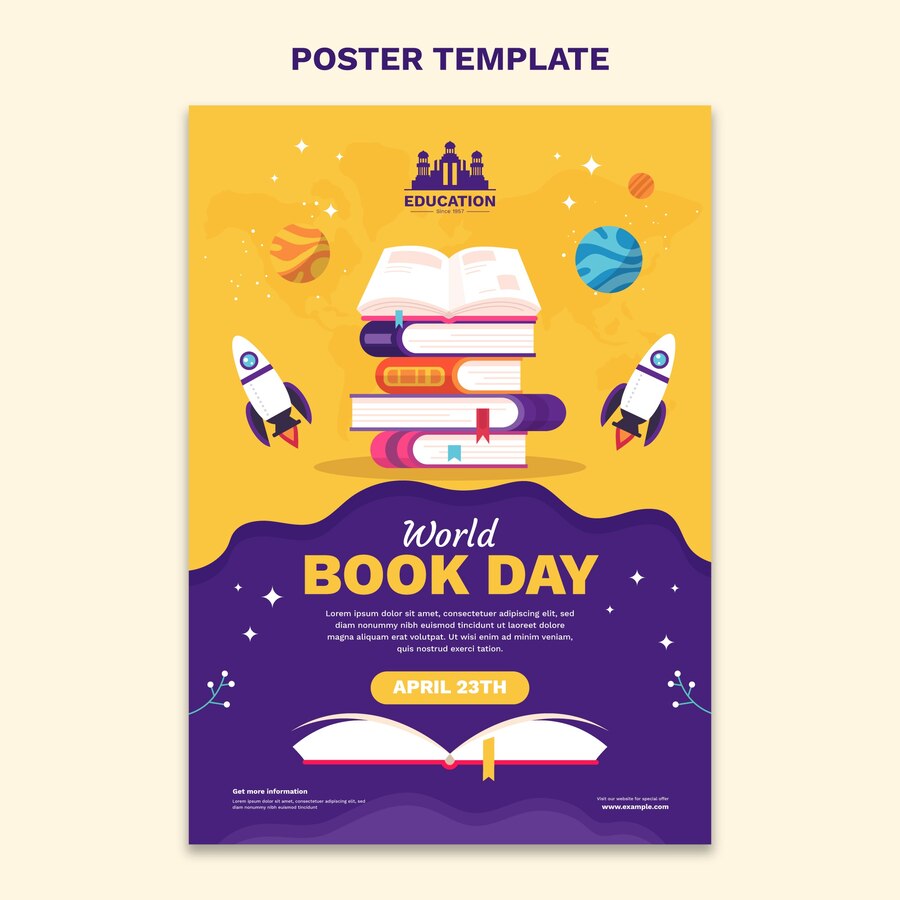 POSTER TEMPLATE
EDUCATION
Since 1957
World
BOOK DAY
Lorem ipsum dolor sit amet, consectetuer adipiscing elit, sed
diam nonummy nibh euismod tincidunt ut laoreet dolore
magna aliquam erat volutpat. Ut wisi enim ad minim veniam,
quis nostrud exerci tation.
APRIL 23TH
Get more information
Lorem ipsum dolor sit amet, consectetuer adipiscing elit, sed
diam nonummy nibh euismod tincidunt
Visit our website for special offer
www.example.com